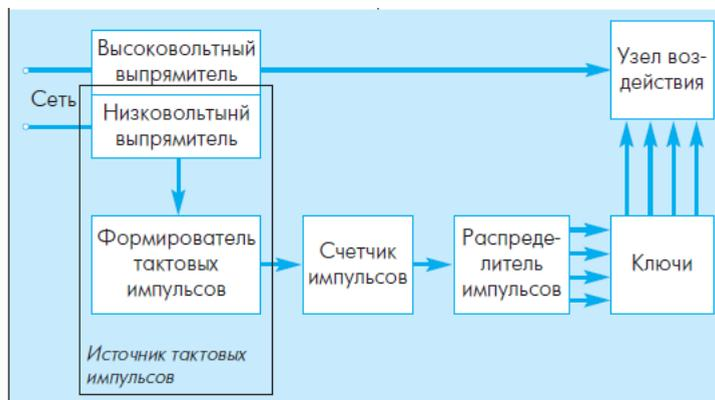 Высоковольтный
выпрямитель
Сеть
Низковольтынй
выпрямитель
Узел воз-
действия
Формирователь
тактовых
импульсов
Счетчик
импульсов
Распреде-
литель
импульсов
Ключи
Источник тактовых
импульсов